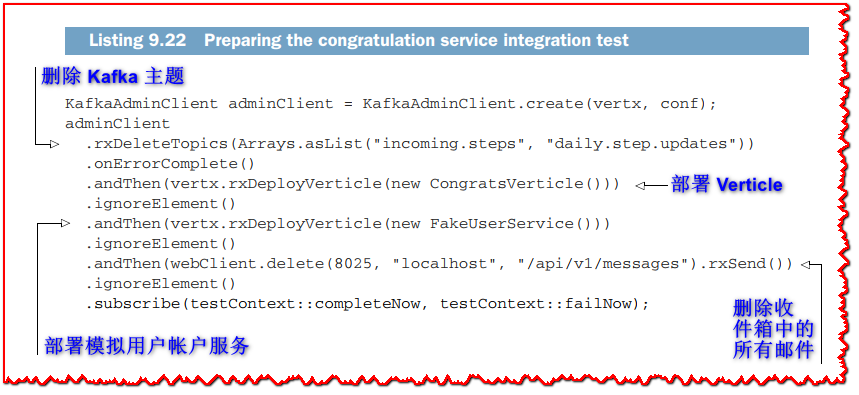 Listing 9.22 Preparing the congratulation service integration test
删除 Kafka 主题
KafkaAdminClient adminClient = KafkaAdminClient.create(vertx, conf);
adminClient
.rxDeleteTopics(Arrays.asList("incoming.steps", "daily.step.updates"))
.onErrorComplete()
.andThen(vertx.rxDeployVerticle(new CongratsVerticle()))
部署 Verticle
.ignoreElement()
.andThen(vertx.rxDeployVerticle(new FakeUserService()))
.ignoreElement()
.andThen(webClient.delete(8025, "localhost", "/api/v1/messages").rxSend())
.ignoreElement()
.subscribe(testContext::completeNow, testContext::failNow);
删除收
件箱中的
所有邮件
部署模拟用户帐户服务